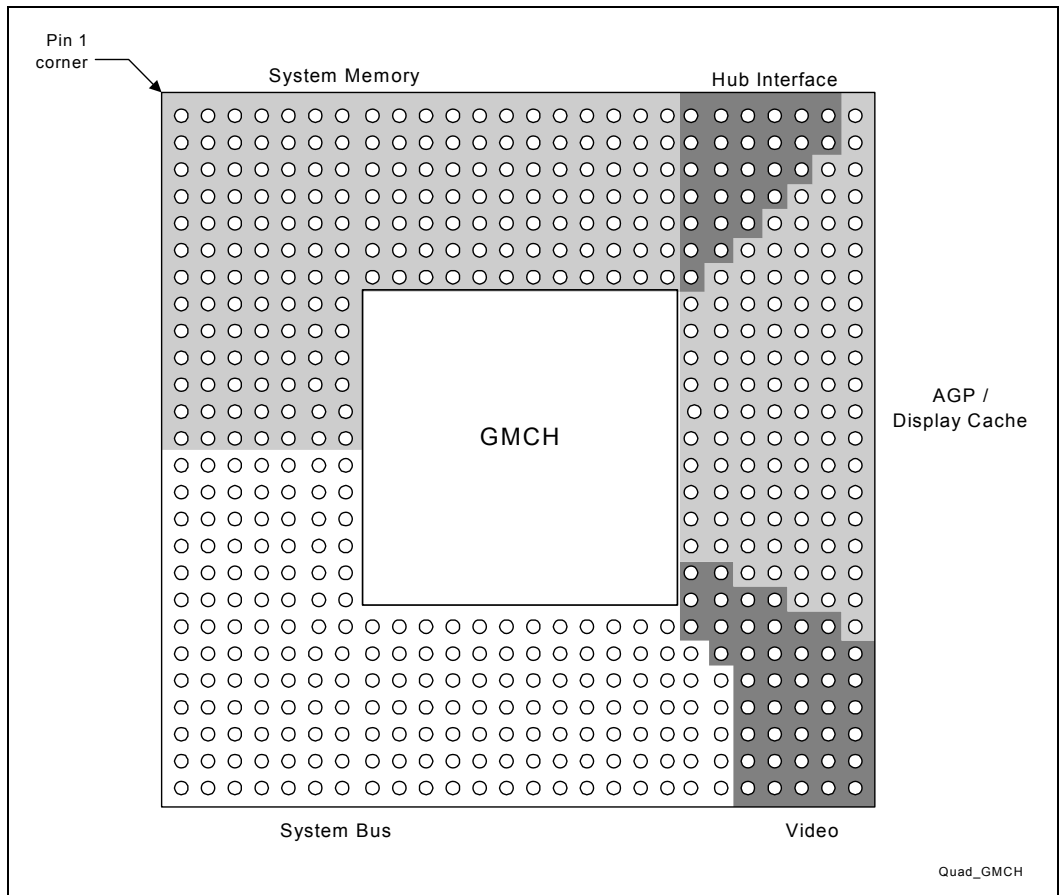 Pin 1
corner
System Memory
Hub Interface
AGP /
Display Cache
GMCH
System Bus
Video
Quad_GMCH